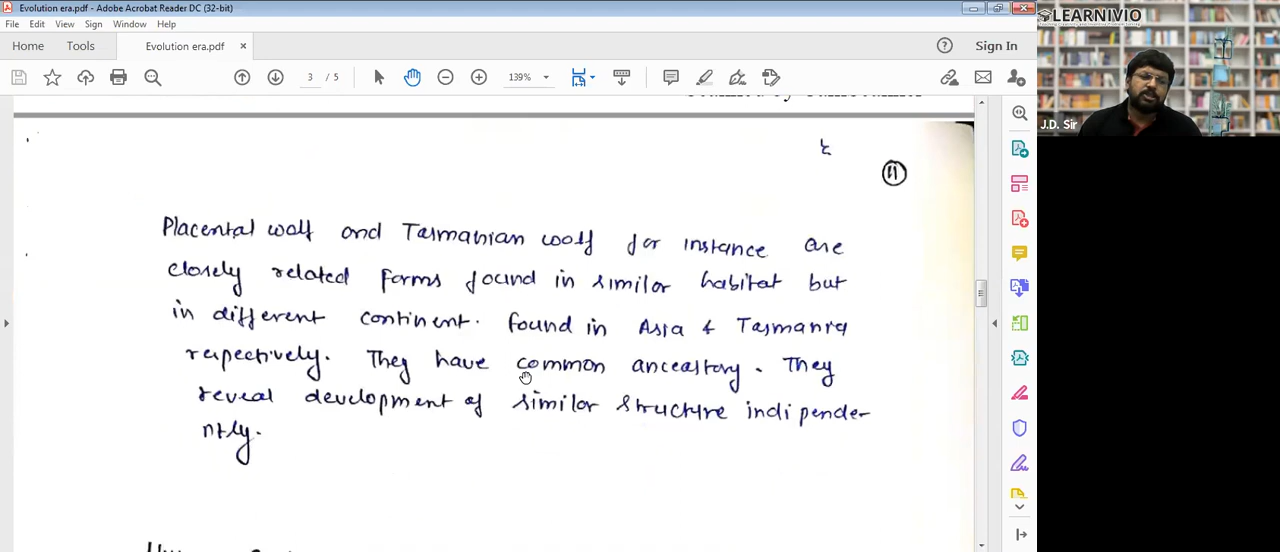 Evolution era.pdf - Adobe Acrobat Reader DC (32-bit)
File Edit View Sign Window Help
Home Tools Evolution era.pdf × Sign In
3 / 5 139%
LEARNIVIO
J.D. Sir
11
Placental wolf and Tasmanian woolf for instance are
closely related forms found in similar habitat but
in different continent. found in Asia & Tasmania
respectively. They have common ancestory. They
reveal development of similar structure indipende-
ntly.